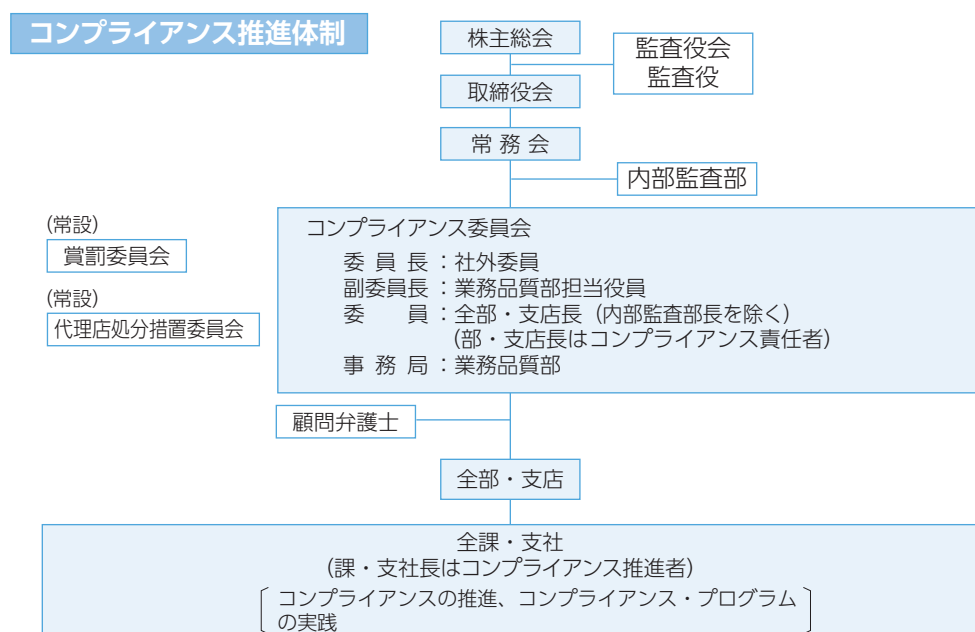 コンプライアンス推進体制
株主総会
監査役会
監査役
取締役会
常務会
内部監査部
(常設)
賞罰委員会
(常設)
代理店処分措置委員会
コンプライアンス委員会
委員長：社外委員
副委員長：業務品質部担当役員
委　　員：全部・支店長（内部監査部長を除く）
（部・支店長はコンプライアンス責任者）
事務局：業務品質部
顧問弁護士
全部・支店
全課・支社
（課・支社長はコンプライアンス推進者）
コンプライアンスの推進、コンプライアンス・プログラム
の実践